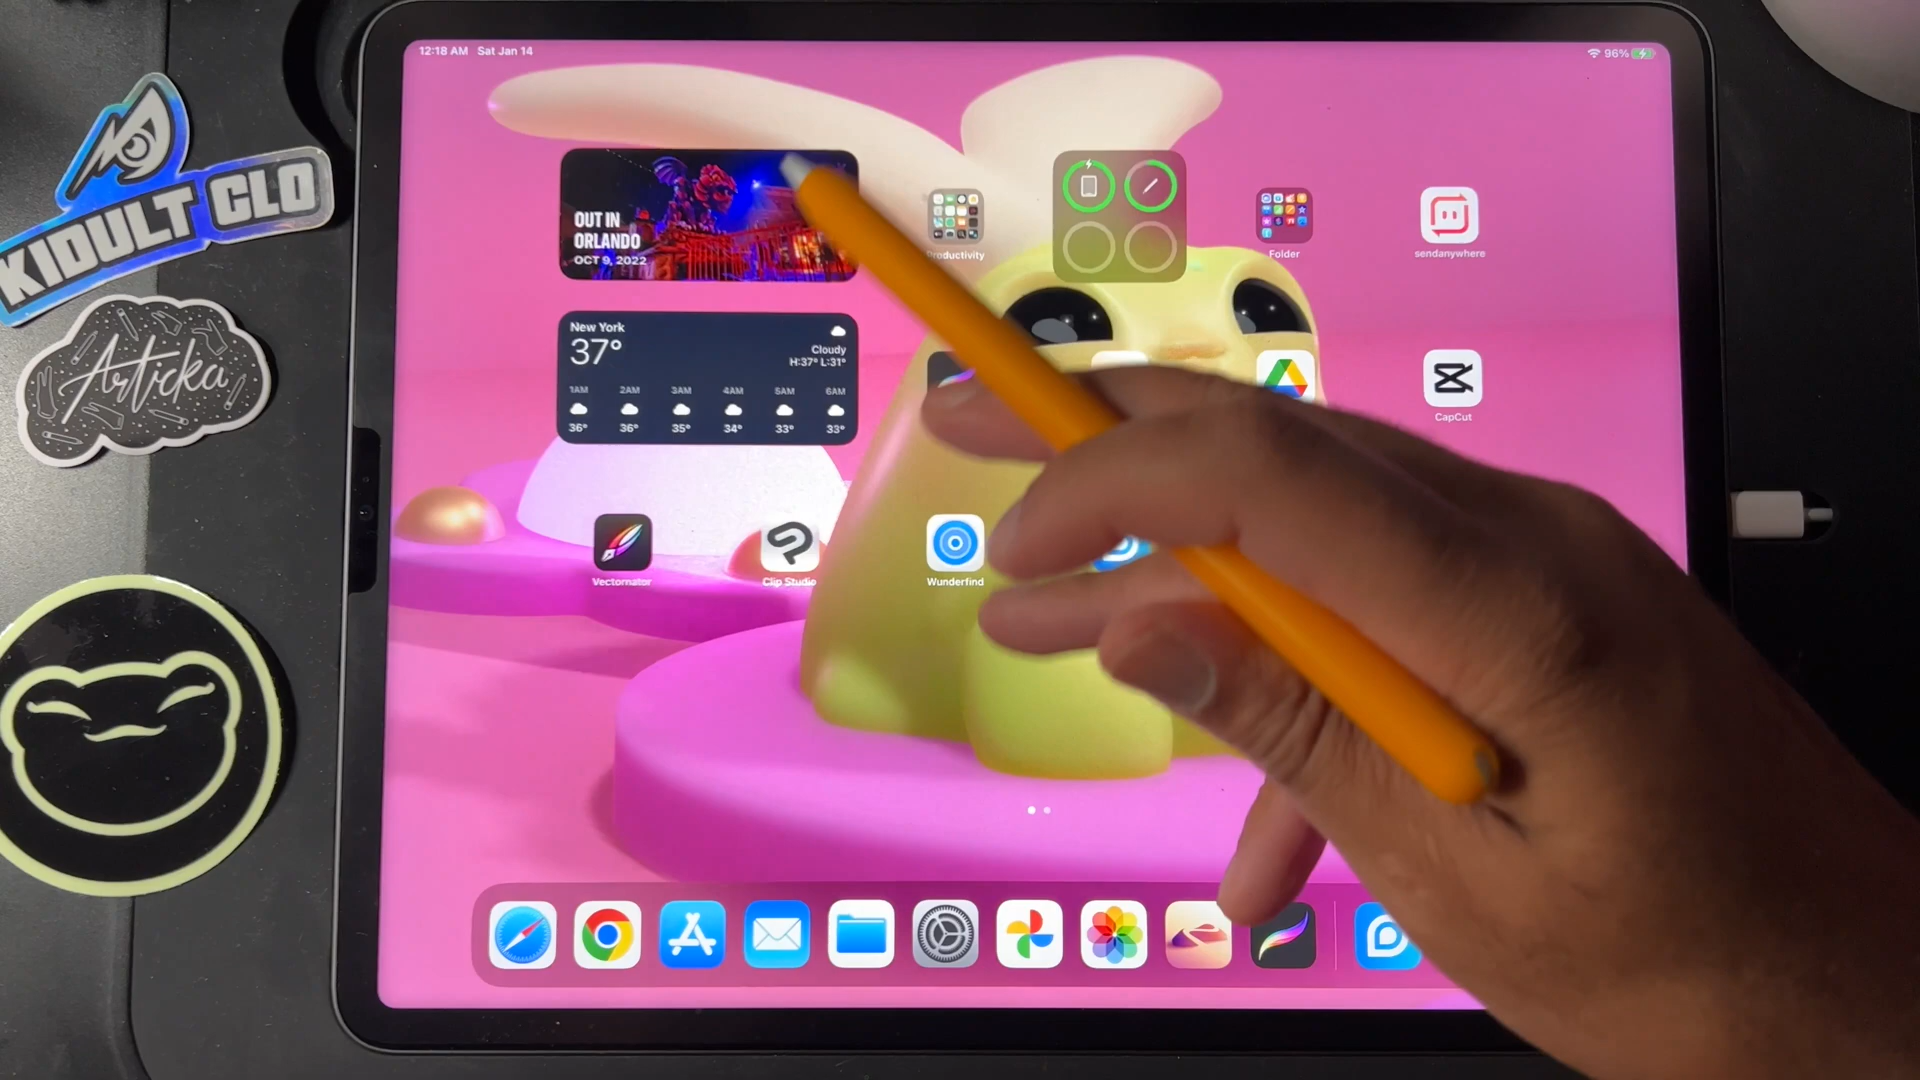 12:18 AM Sat Jan 14
96%
KIDULT CLO
Articka
OUT IN
ORLANDO
OCT 9, 2022
Productivity
Folder
sendanywhere
New York
37°
Cloudy
H:37° L:31°
1AM 2AM 3AM 4AM 5AM 6AM
36° 36° 35° 34° 33° 33°
CapCut
Vectornator
Clip Studio
Wunderfind